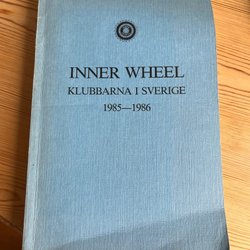 INNER WHEEL
KLUBBARNA I SVERIGE
1985—1986